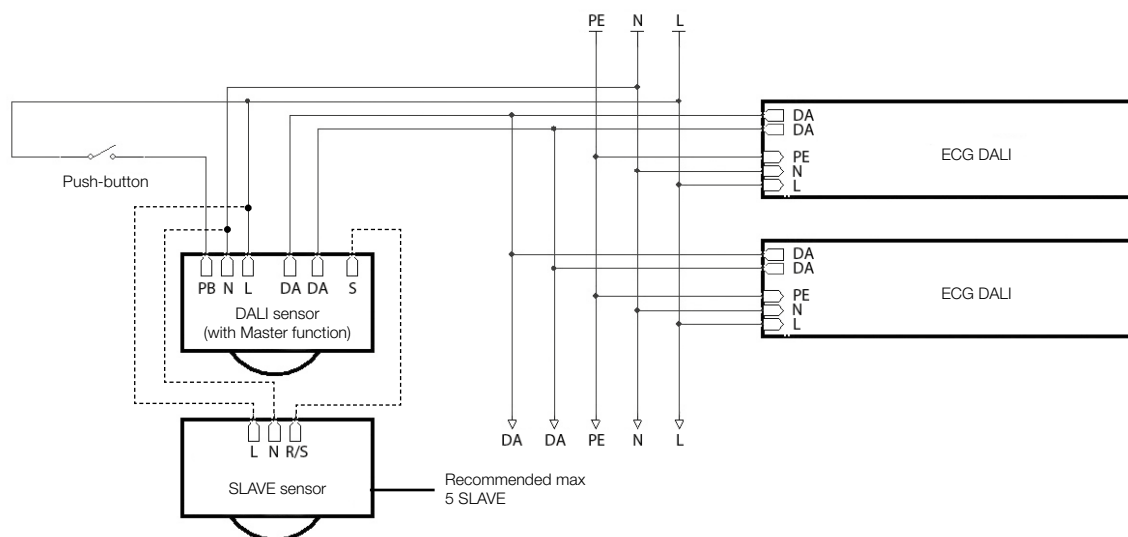 PE N L
DA
DA
PE
N
L
ECG DALI
Push-button
DA
DA
PE
N
L
ECG DALI
PB N L DA DA S
DALI sensor
(with Master function)
DA DA PE N L
L N R/S
SLAVE sensor
Recommended max
5 SLAVE